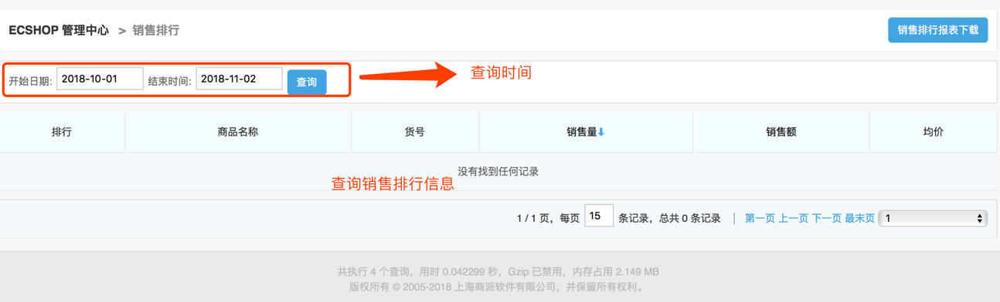 ECSHOP 管理中心 > 销售排行
销售排行报表下载
开始日期: 2018-10-01 结束时间: 2018-11-02 查询
查询时间
排行 商品名称 货号 销售量 销售额 均价
没有找到任何记录
查询销售排行信息
1 / 1 页，每页 15 条记录，总共 0 条记录 | 第一页 上一页 下一页 最末页 1
共执行 4 个查询，用时 0.042299 秒，Gzip 已禁用，内存占用 2.149 MB
版权所有 © 2005-2018 上海商派软件有限公司，并保留所有权利。